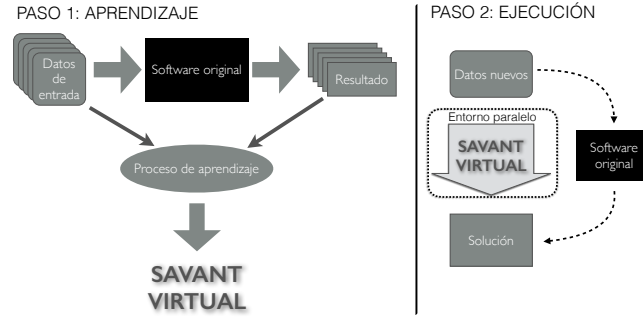 PASO 1: APRENDIZAJE
Datos
de
entrada
Software original
Resultado
Proceso de aprendizaje
SAVANT
VIRTUAL
PASO 2: EJECUCIÓN
Datos nuevos
Entorno paralelo
SAVANT
VIRTUAL
Software
original
Solución